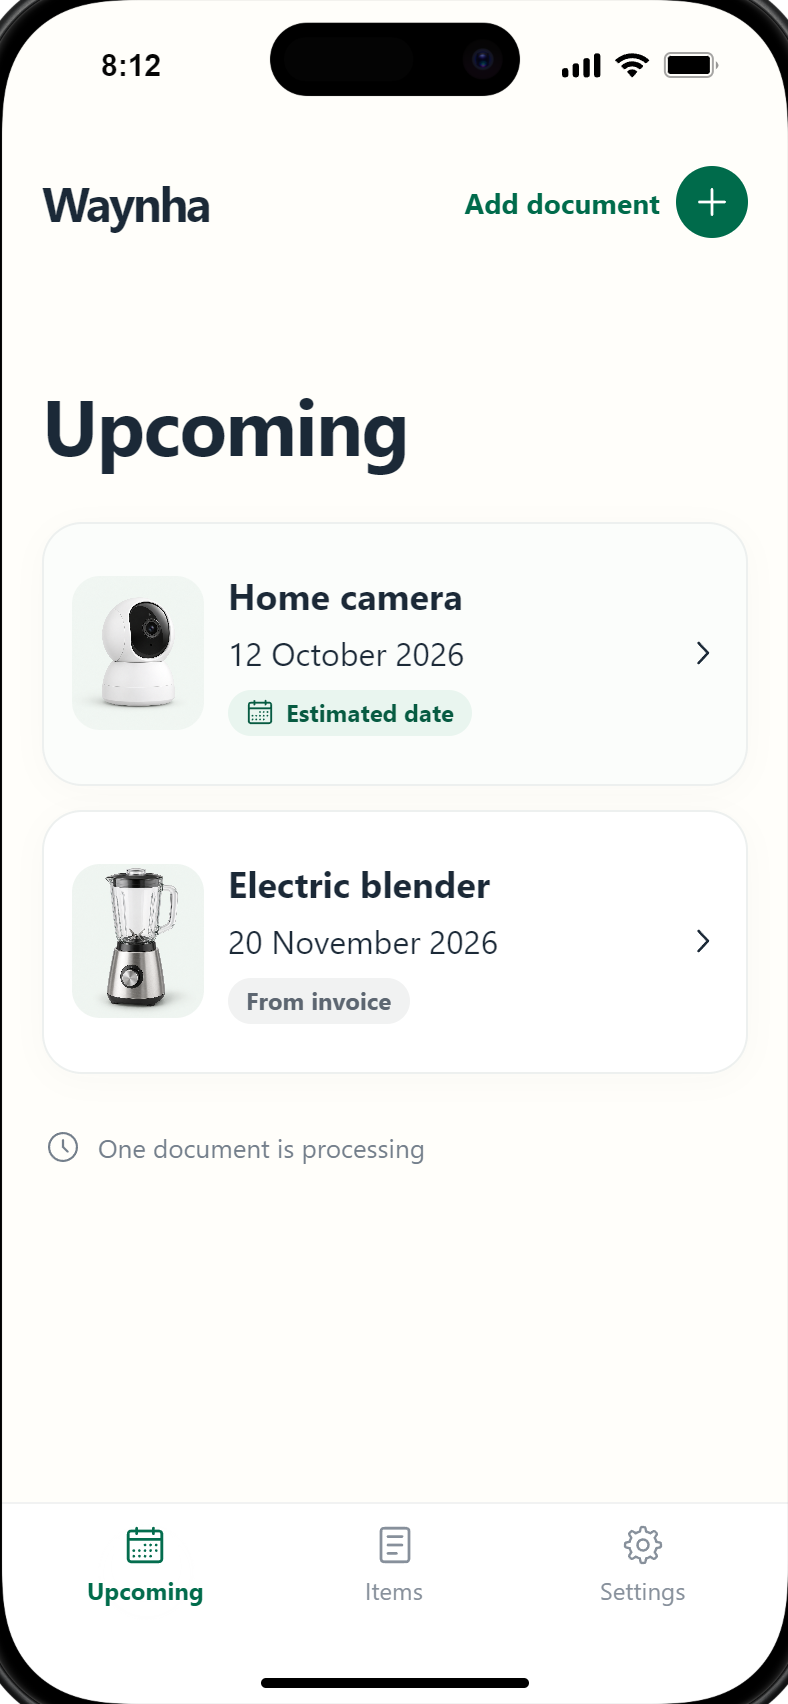 8:12
Waynha
Add document
Upcoming
Home camera
12 October 2026
Estimated date
Electric blender
20 November 2026
From invoice
One document is processing
Upcoming
Items
Settings